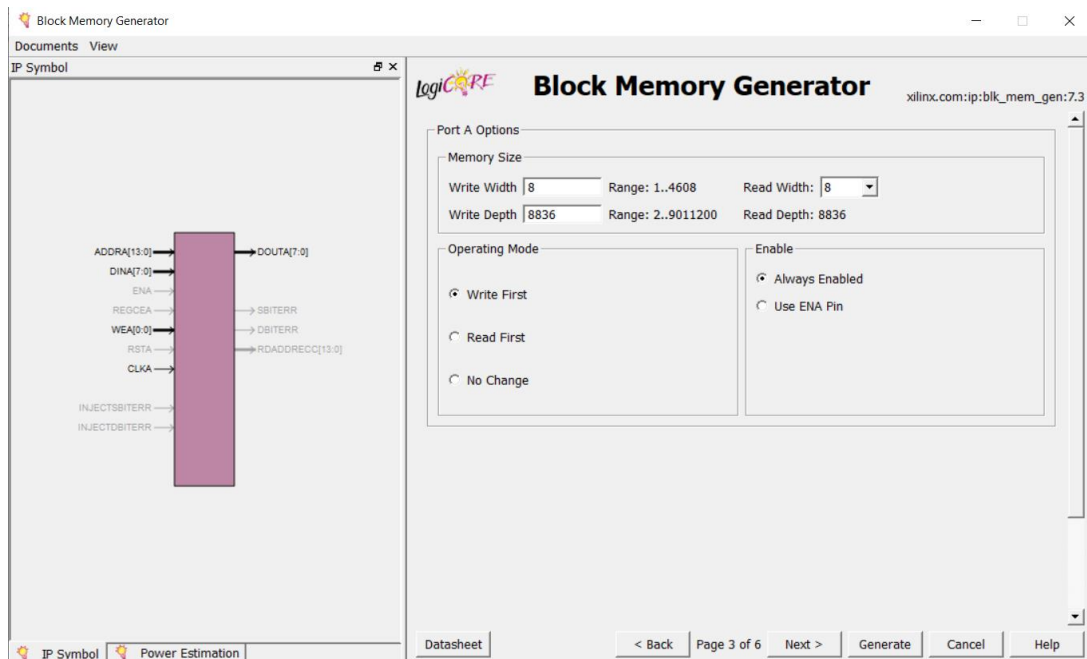 Block Memory Generator
Documents View
IP Symbol
ADDRA[13:0]
DINA[7:0]
ENA
REGCEA
WEA[0:0]
RSTA
CLKA
INJECTSBITERR
INJECTDBITERR
DOUTA[7:0]
SBITERR
DBITERR
RDADDRECC[13:0]
IP Symbol Power Estimation
LogiCORE
Block Memory Generator
xilinx.com:ip:blk_mem_gen:7.3
Port A Options
Memory Size
Write Width 8 Range: 1..4608 Read Width: 8
Write Depth 8836 Range: 2..9011200 Read Depth: 8836
Operating Mode
Write First
Read First
No Change
Enable
Always Enabled
Use ENA Pin
Datasheet < Back Page 3 of 6 Next > Generate Cancel Help